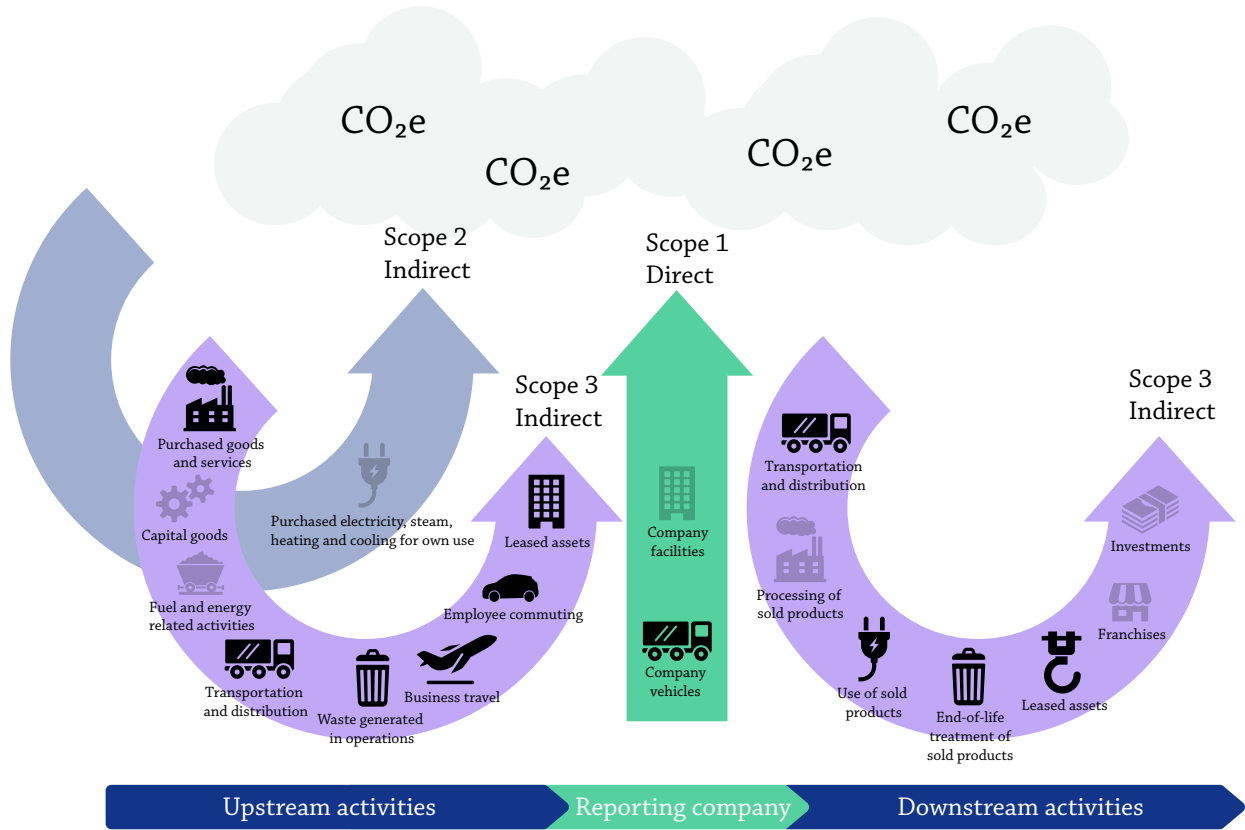 CO₂e
CO₂e
CO₂e
CO₂e
Scope 2
Indirect
Scope 1
Direct
Scope 3
Indirect
Scope 3
Indirect
Purchased goods
and services
Capital goods
Fuel and energy
related activities
Transportation
and distribution
Waste generated
in operations
Business travel
Employee commuting
Leased assets
Purchased electricity, steam,
heating and cooling for own use
Company
facilities
Company
vehicles
Transportation
and distribution
Processing of
sold products
Use of sold
products
End-of-life
treatment of
sold products
Leased assets
Franchises
Investments
Upstream activities
Reporting company
Downstream activities